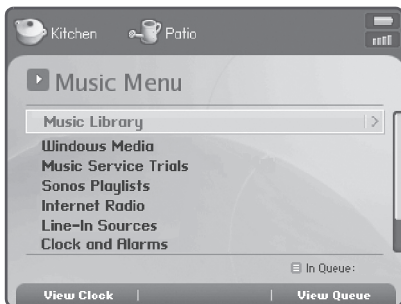 Kitchen Patio
Music Menu
Music Library
Windows Media
Music Service Trials
Sonos Playlists
Internet Radio
Line-In Sources
Clock and Alarms
In Queue:
View Clock View Queue